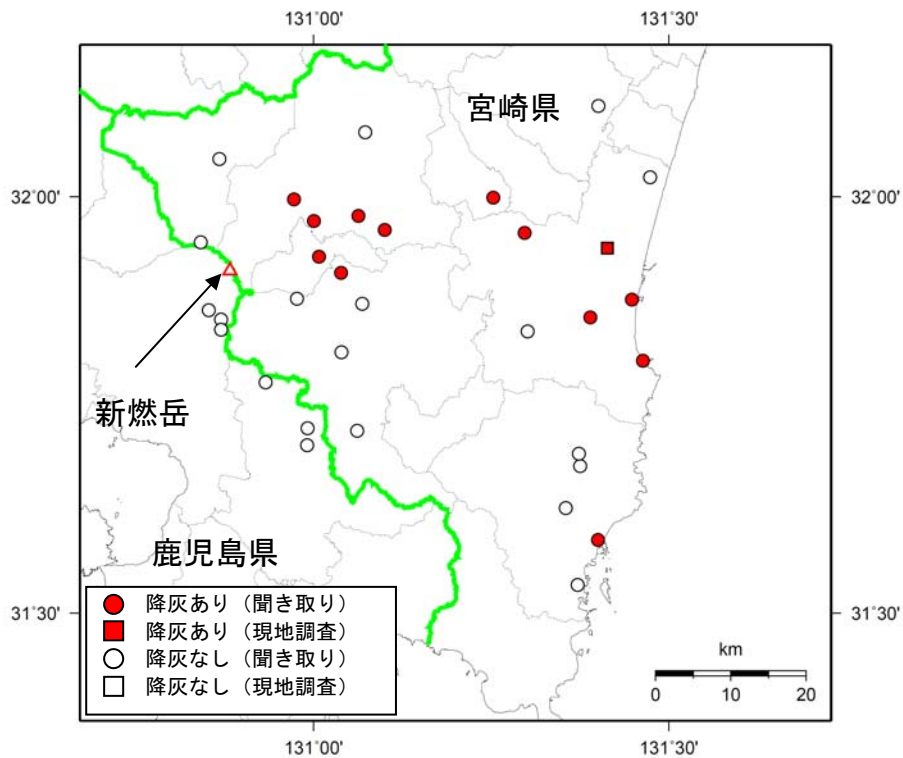 131°00' 131°30'
宮崎県
32°00' 32°00'
新燃岳
鹿児島県
降灰あり（聞き取り）
降灰あり（現地調査）
降灰なし（聞き取り）
降灰なし（現地調査）
31°30' 31°30'
km
0 10 20
131°00' 131°30'